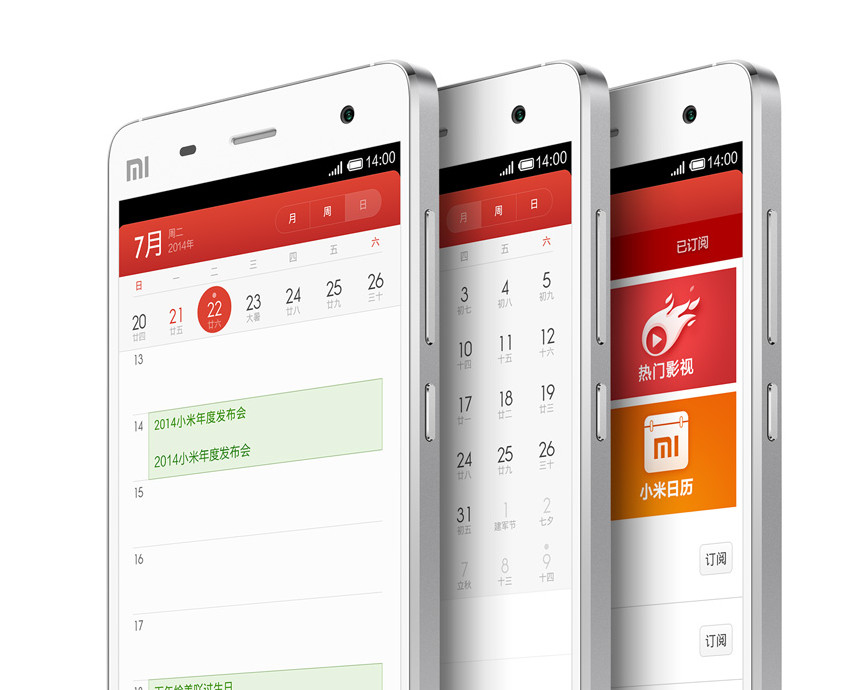 mi
14:00
7月
周二
2014年
月 周 日
日 一 二 三 四 五 六
20 21 22 23 24 25 26
廿四 廿五 廿六 大暑 廿八 廿九 三十
13
14
2014小米年度发布会
2014小米年度发布会
15
16
17
14:00
月 周 日
四 五 六
3 4 5
初七 初八 初九
10 11 12
十四 十五 十六
17 18 19
廿一 廿二 廿三
24 25 26
廿八 廿九 三十
31 1 2
初五 建军节 七夕
7 8 9
立秋 十三 十四
14:00
已订阅
热门影视
mi
小米日历
订阅
订阅